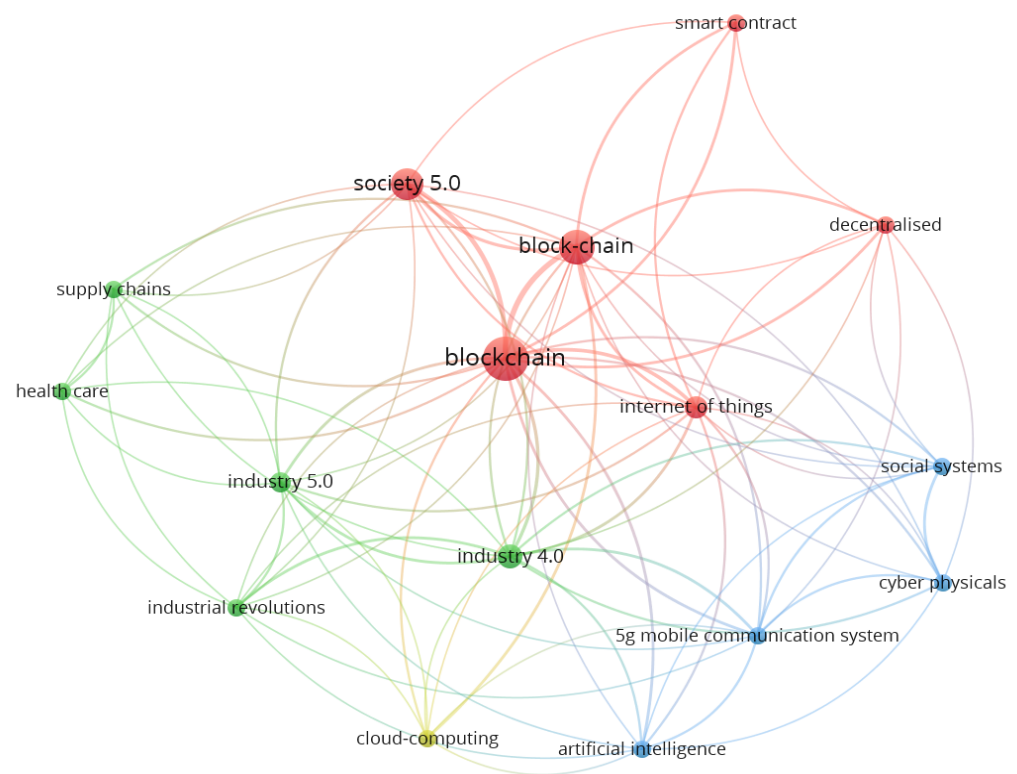 smart contract
society 5.0
decentralised
block-chain
supply chains
blockchain
health care
internet of things
social systems
industry 5.0
industry 4.0
cyber physicals
industrial revolutions
5g mobile communication system
cloud-computing
artificial intelligence